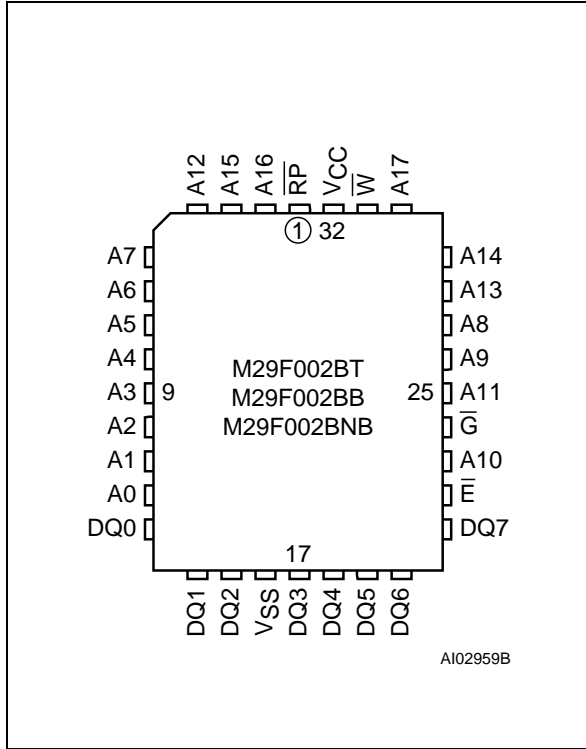 A12 A15 A16 R̅P̅ VCC W̅ A17
1 32
A7 A14
A6 A13
A5 A8
A4 M29F002BT A9
A3 9 M29F002BB 25 A11
A2 M29F002BNB G̅
A1 A10
A0 E̅
DQ0 DQ7
17
DQ1 DQ2 VSS DQ3 DQ4 DQ5 DQ6
AI02959B